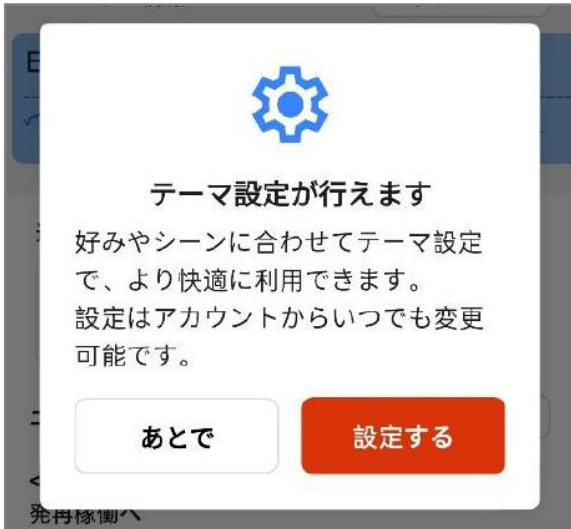 テーマ設定が行えます
好みやシーンに合わせてテーマ設定
で、より快適に利用できます。
設定はアカウントからいつでも変更
可能です。
あとで
設定する
発再稼働へ